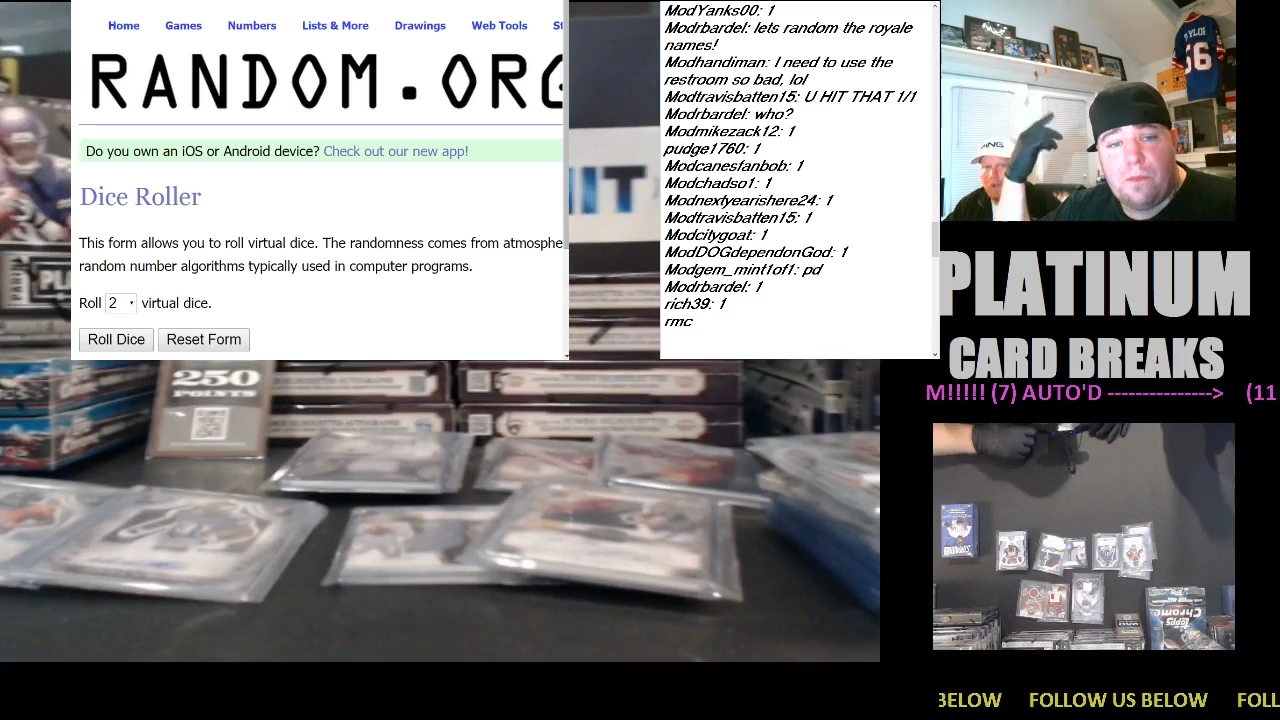 Home Games Numbers Lists & More Drawings Web Tools St
RANDOM.ORG
Do you own an iOS or Android device? Check out our new app!
Dice Roller
This form allows you to roll virtual dice. The randomness comes from atmosphe
random number algorithms typically used in computer programs.
Roll 2 virtual dice.
Roll Dice Reset Form
ModYanks00: 1
Modrbardel: lets random the royale
names!
Modhandiman: I need to use the
restroom so bad, lol
Modtravisbatten15: U HIT THAT 1/1
Modrbardel: who?
Modmikezack12: 1
pudge1760: 1
Modcanesfanbob: 1
Modchadso1: 1
Modnextyearishere24: 1
Modtravisbatten15: 1
Modcitygoat: 1
ModDOGdependonGod: 1
Modgem_mint1of1: pd
Modrbardel: 1
rich39: 1
rmc
PING
56
PLATINUM
CARD BREAKS
M!!!!! (7) AUTO'D ---------------> (11
HIT
250
POINTS
Topps
Chrome
BELOW FOLLOW US BELOW FOLL